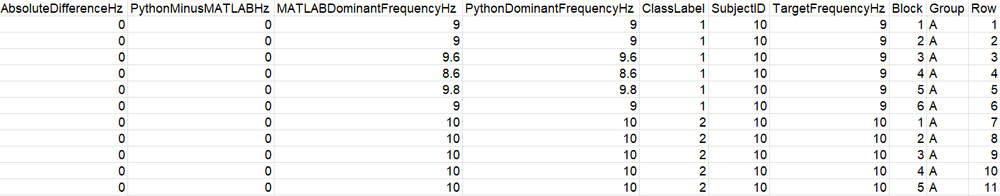 AbsoluteDifferenceHz PythonMinusMATLABHz MATLABDominantFrequencyHz PythonDominantFrequencyHz ClassLabel SubjectID TargetFrequencyHz Block Group Row
0 0 9 9 1 10 9 1 A 1
0 0 9 9 1 10 9 2 A 2
0 0 9.6 9.6 1 10 9 3 A 3
0 0 8.6 8.6 1 10 9 4 A 4
0 0 9.8 9.8 1 10 9 5 A 5
0 0 9 9 1 10 9 6 A 6
0 0 10 10 2 10 10 1 A 7
0 0 10 10 2 10 10 2 A 8
0 0 10 10 2 10 10 3 A 9
0 0 10 10 2 10 10 4 A 10
0 0 10 10 2 10 10 5 A 11